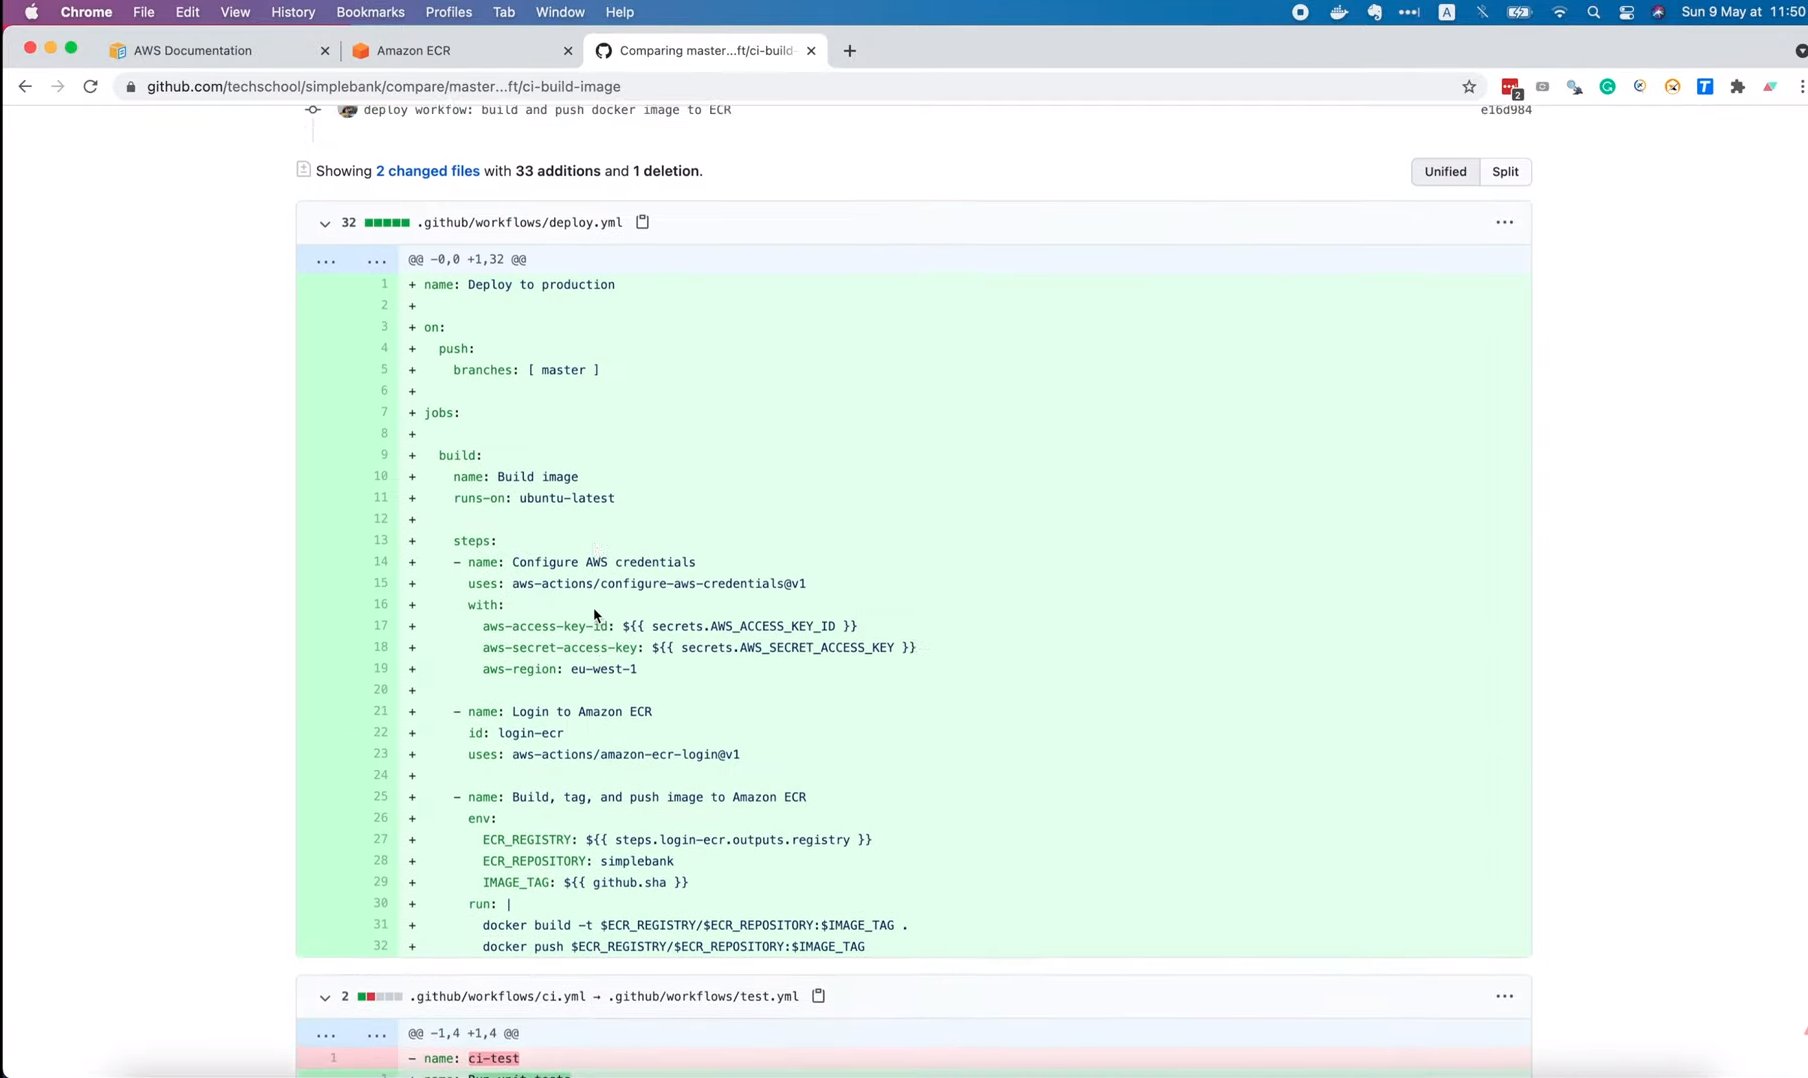 Chrome File Edit View History Bookmarks Profiles Tab Window Help A Sun 9 May at 11:50
AWS Documentation Amazon ECR Comparing master...ft/ci-build-
github.com/techschool/simplebank/compare/master...ft/ci-build-image 2 T
deploy workfow: build and push docker image to ECR e16d984
Showing 2 changed files with 33 additions and 1 deletion. Unified Split
32 .github/workflows/deploy.yml ...
... ... @@ -0,0 +1,32 @@
1 + name: Deploy to production
2 +
3 + on:
4 + push:
5 + branches: [ master ]
6 +
7 + jobs:
8 +
9 + build:
10 + name: Build image
11 + runs-on: ubuntu-latest
12 +
13 + steps:
14 + - name: Configure AWS credentials
15 + uses: aws-actions/configure-aws-credentials@v1
16 + with:
17 + aws-access-key-id: ${{ secrets.AWS_ACCESS_KEY_ID }}
18 + aws-secret-access-key: ${{ secrets.AWS_SECRET_ACCESS_KEY }}
19 + aws-region: eu-west-1
20 +
21 + - name: Login to Amazon ECR
22 + id: login-ecr
23 + uses: aws-actions/amazon-ecr-login@v1
24 +
25 + - name: Build, tag, and push image to Amazon ECR
26 + env:
27 + ECR_REGISTRY: ${{ steps.login-ecr.outputs.registry }}
28 + ECR_REPOSITORY: simplebank
29 + IMAGE_TAG: ${{ github.sha }}
30 + run: |
31 + docker build -t $ECR_REGISTRY/$ECR_REPOSITORY:$IMAGE_TAG .
32 + docker push $ECR_REGISTRY/$ECR_REPOSITORY:$IMAGE_TAG
2 .github/workflows/ci.yml → .github/workflows/test.yml ...
... ... @@ -1,4 +1,4 @@
1 - name: ci-test